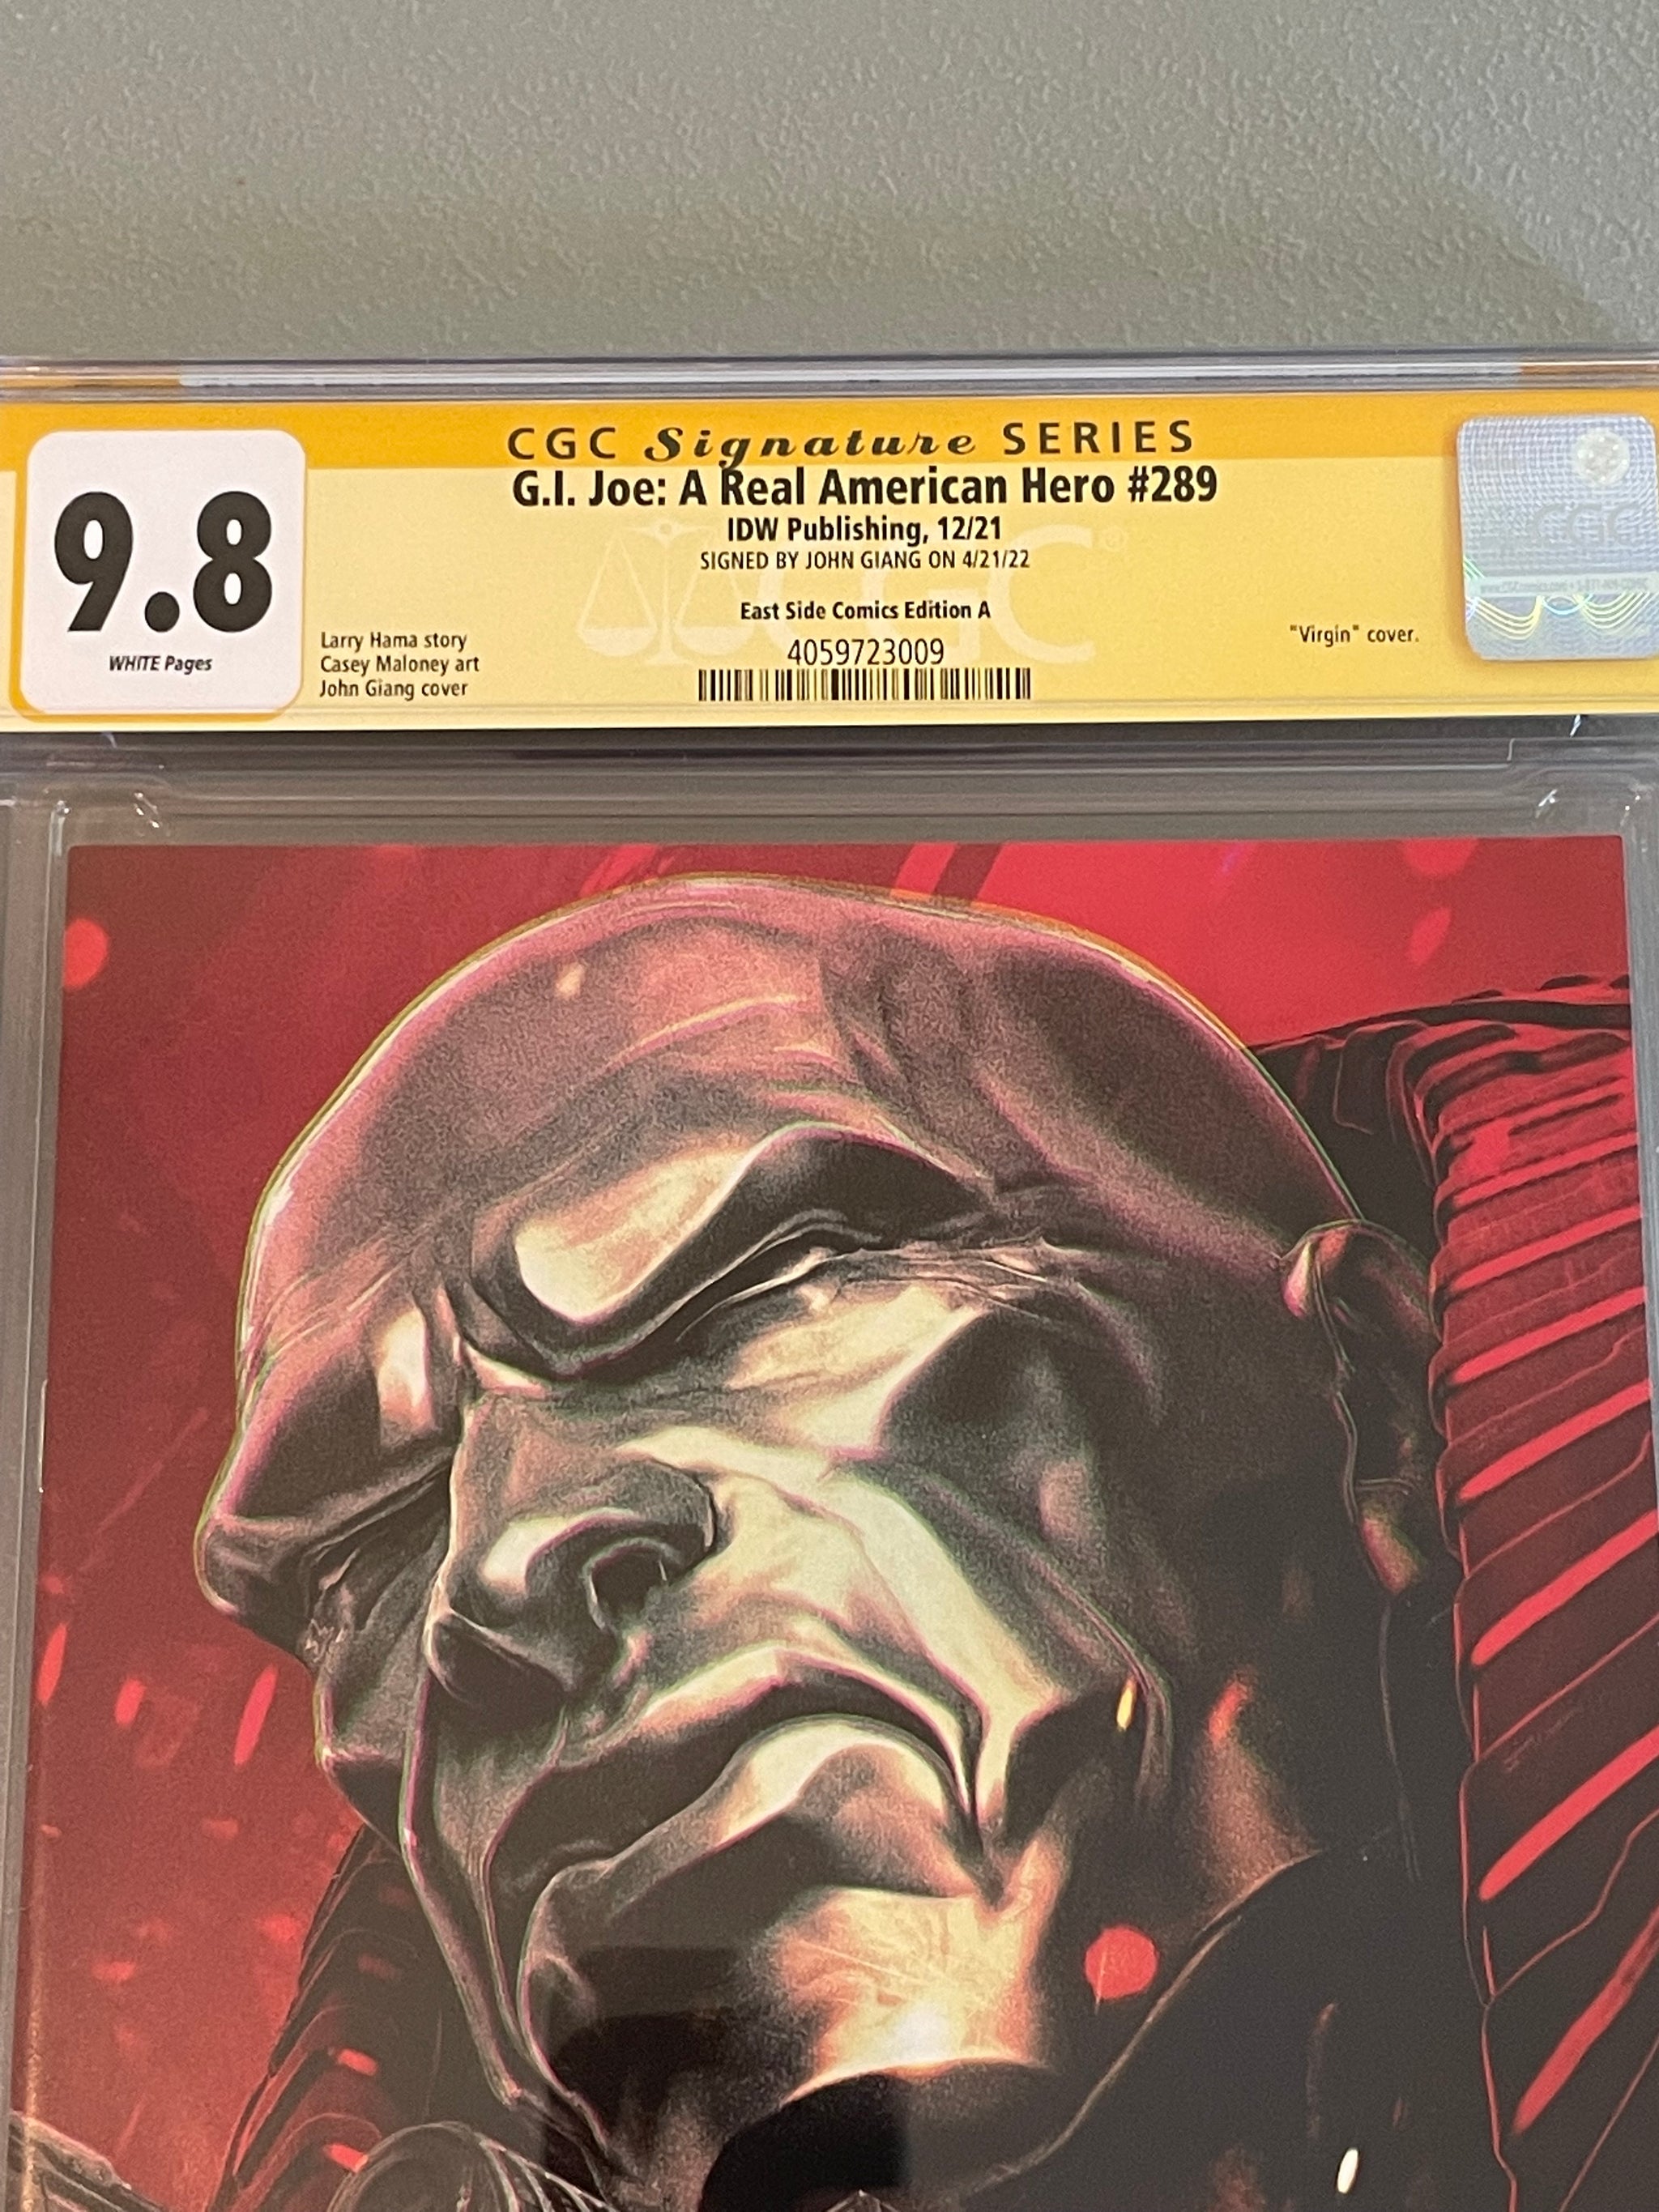 CGC Signature SERIES
G.I. Joe: A Real American Hero #289
IDW Publishing, 12/21
SIGNED BY JOHN GIANG ON 4/21/22
East Side Comics Edition A
4059723009
9.8
WHITE Pages
Larry Hama story
Casey Maloney art
John Giang cover
"Virgin" cover.
CGC
CGC